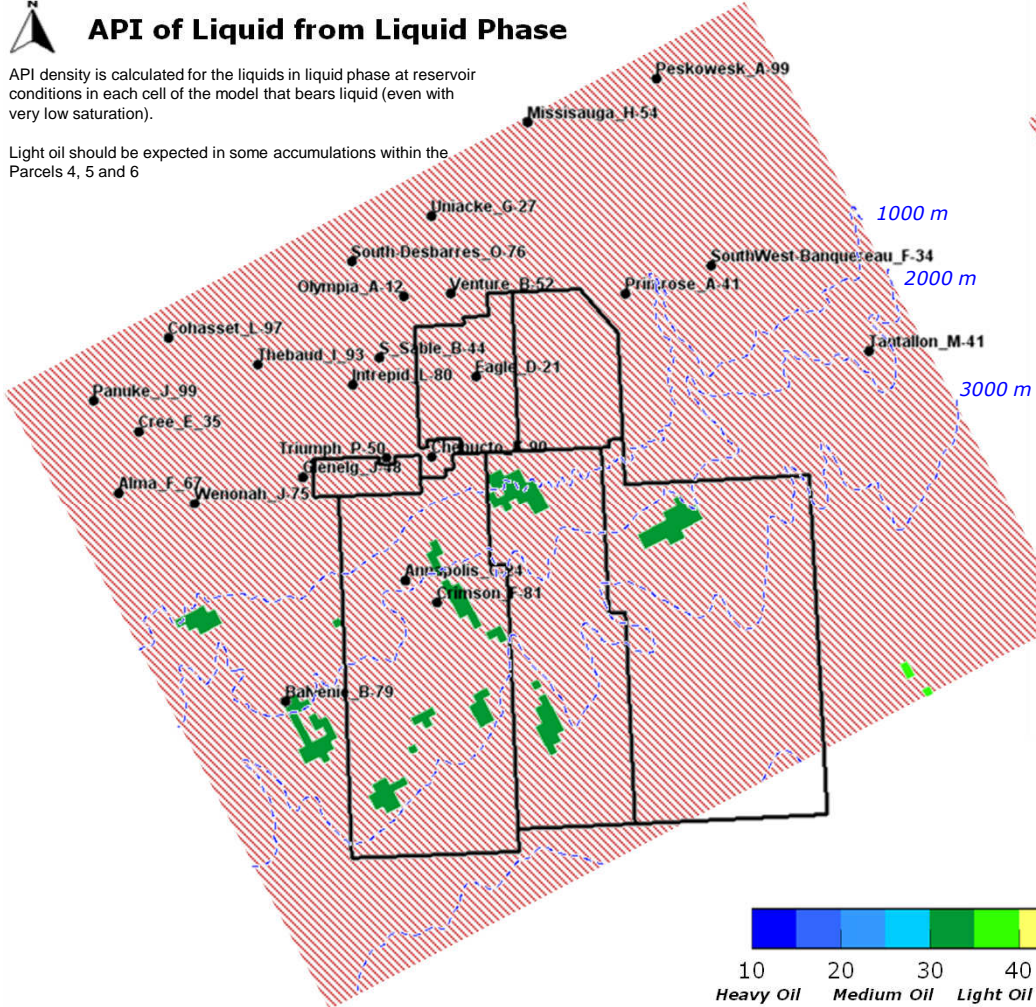 API of Liquid from Liquid Phase
API density is calculated for the liquids in liquid phase at reservoir
conditions in each cell of the model that bears liquid (even with
very low saturation).
Light oil should be expected in some accumulations within the
Parcels 4, 5 and 6
Peskowesk_A-99
Missisauga_H-54
Uniacke_G-27
1000 m
South-Desbarres_O-76
SouthWest-Banquereau_F-34
2000 m
Olympia_A-12
Venture_B-52
Primrose_A-41
Cohasset_L-97
Tantallon_M-41
S_Sable_B-44
Thebaud_I_93
Eagle_D-21
Intrepid_L-80
3000 m
Panuke_J_99
Cree_E_35
Triumph_P-50
Chebucto_K-90
Glenelg_J-48
Alma_F_67
Wenonah_J-75
Annapolis_G-24
Crimson_F-81
Balvenie_B-79
10 20 30 40
Heavy Oil Medium Oil Light Oil